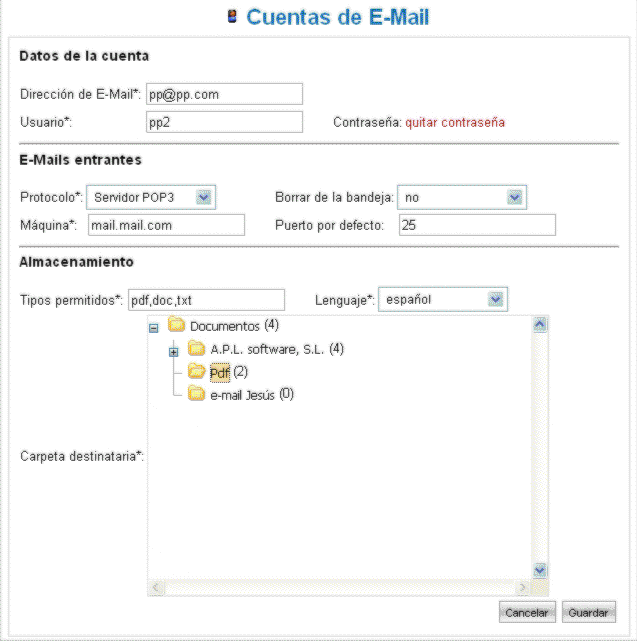 Cuentas de E-Mail
Datos de la cuenta
Dirección de E-Mail*: pp@pp.com
Usuario*: pp2 Contraseña: quitar contraseña
E-Mails entrantes
Protocolo*: Servidor POP3 Borrar de la bandeja: no
Máquina*: mail.mail.com Puerto por defecto: 25
Almacenamiento
Tipos permitidos*: pdf,doc,txt Lenguaje*: español
Documentos (4)
A.P.L. software, S.L. (4)
Pdf (2)
e-mail Jesús (0)
Carpeta destinataria*:
Cancelar Guardar